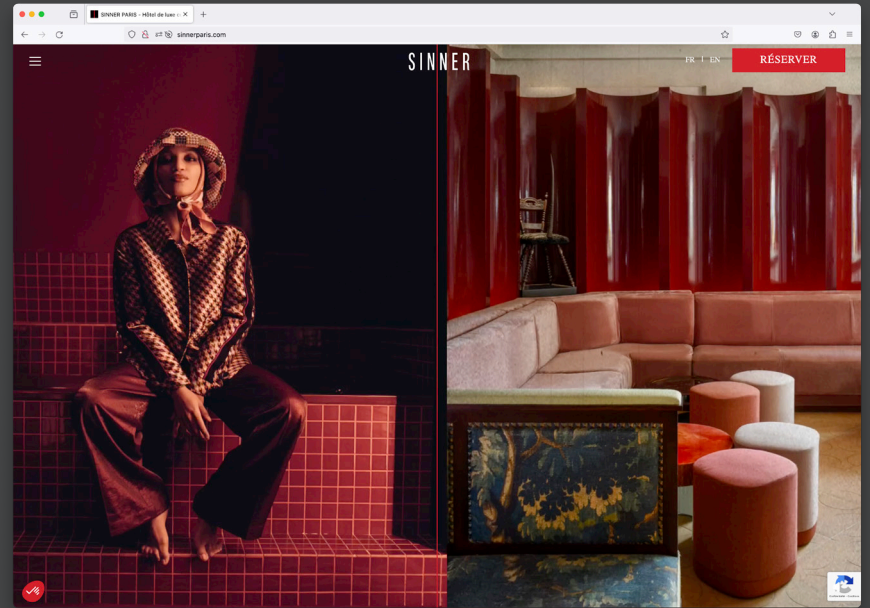 SINNER PARIS - Hôtel de luxe
sinnerparis.com
SINNER
FR | EN
RÉSERVER